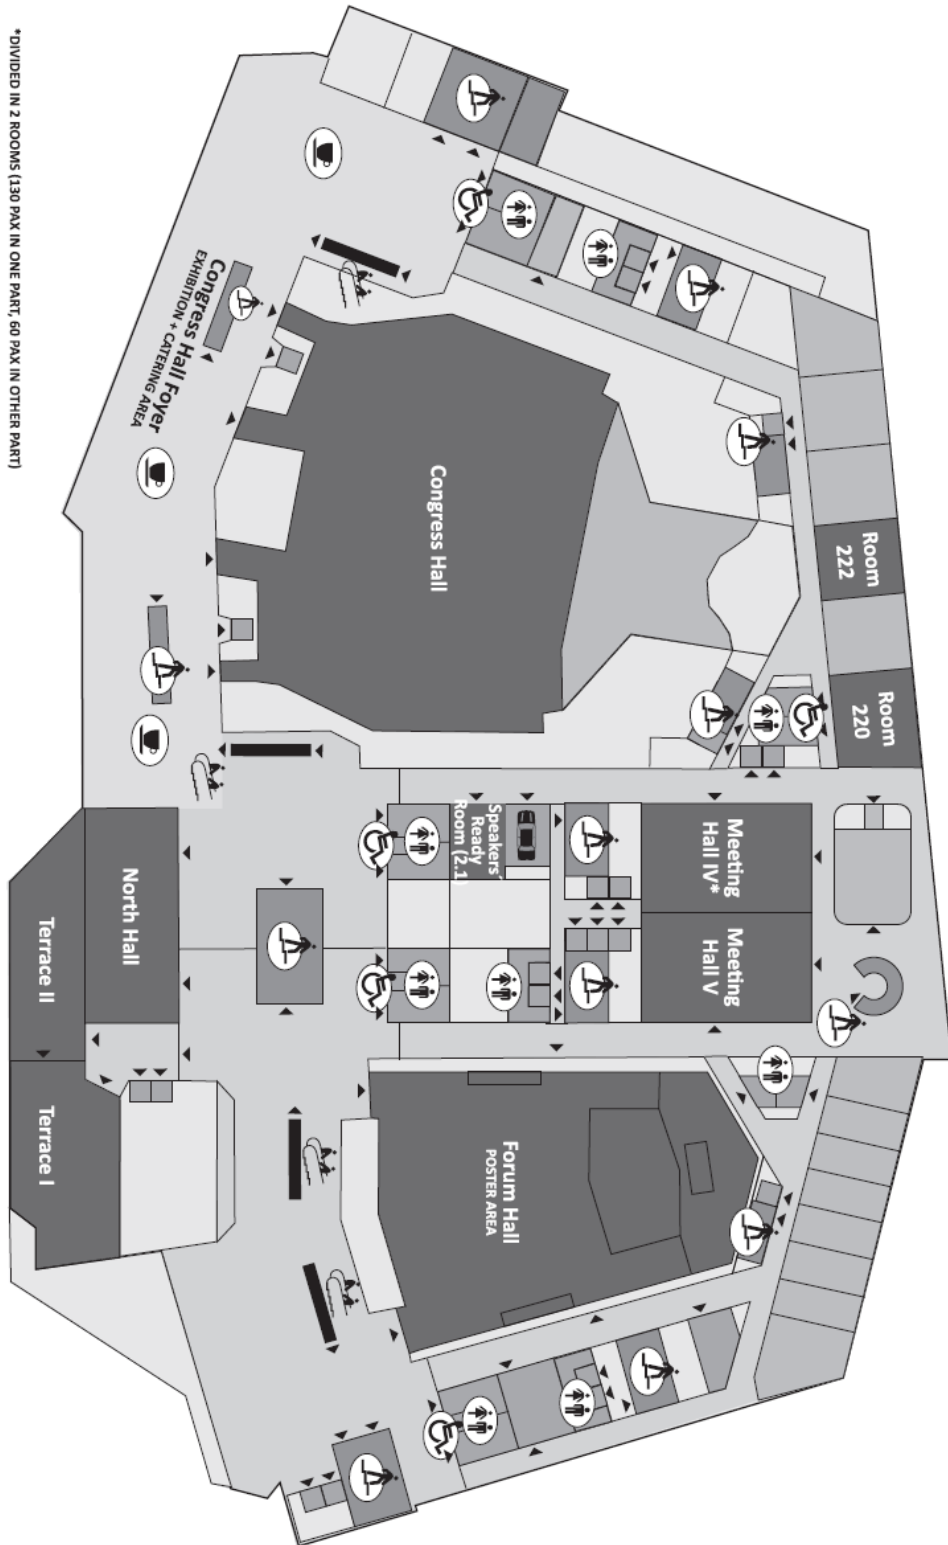 *DIVIDED IN 2 ROOMS (130 PAX IN ONE PART, 60 PAX IN OTHER PART)
Congress Hall Foyer
EXHIBITION + CATERING AREA
Congress Hall
Room
222
Room
220
Speakers´
Ready
Room (2.1)
Meeting
Hall IV*
Meeting
Hall V
North Hall
Terrace II
Terrace I
Forum Hall
POSTER AREA